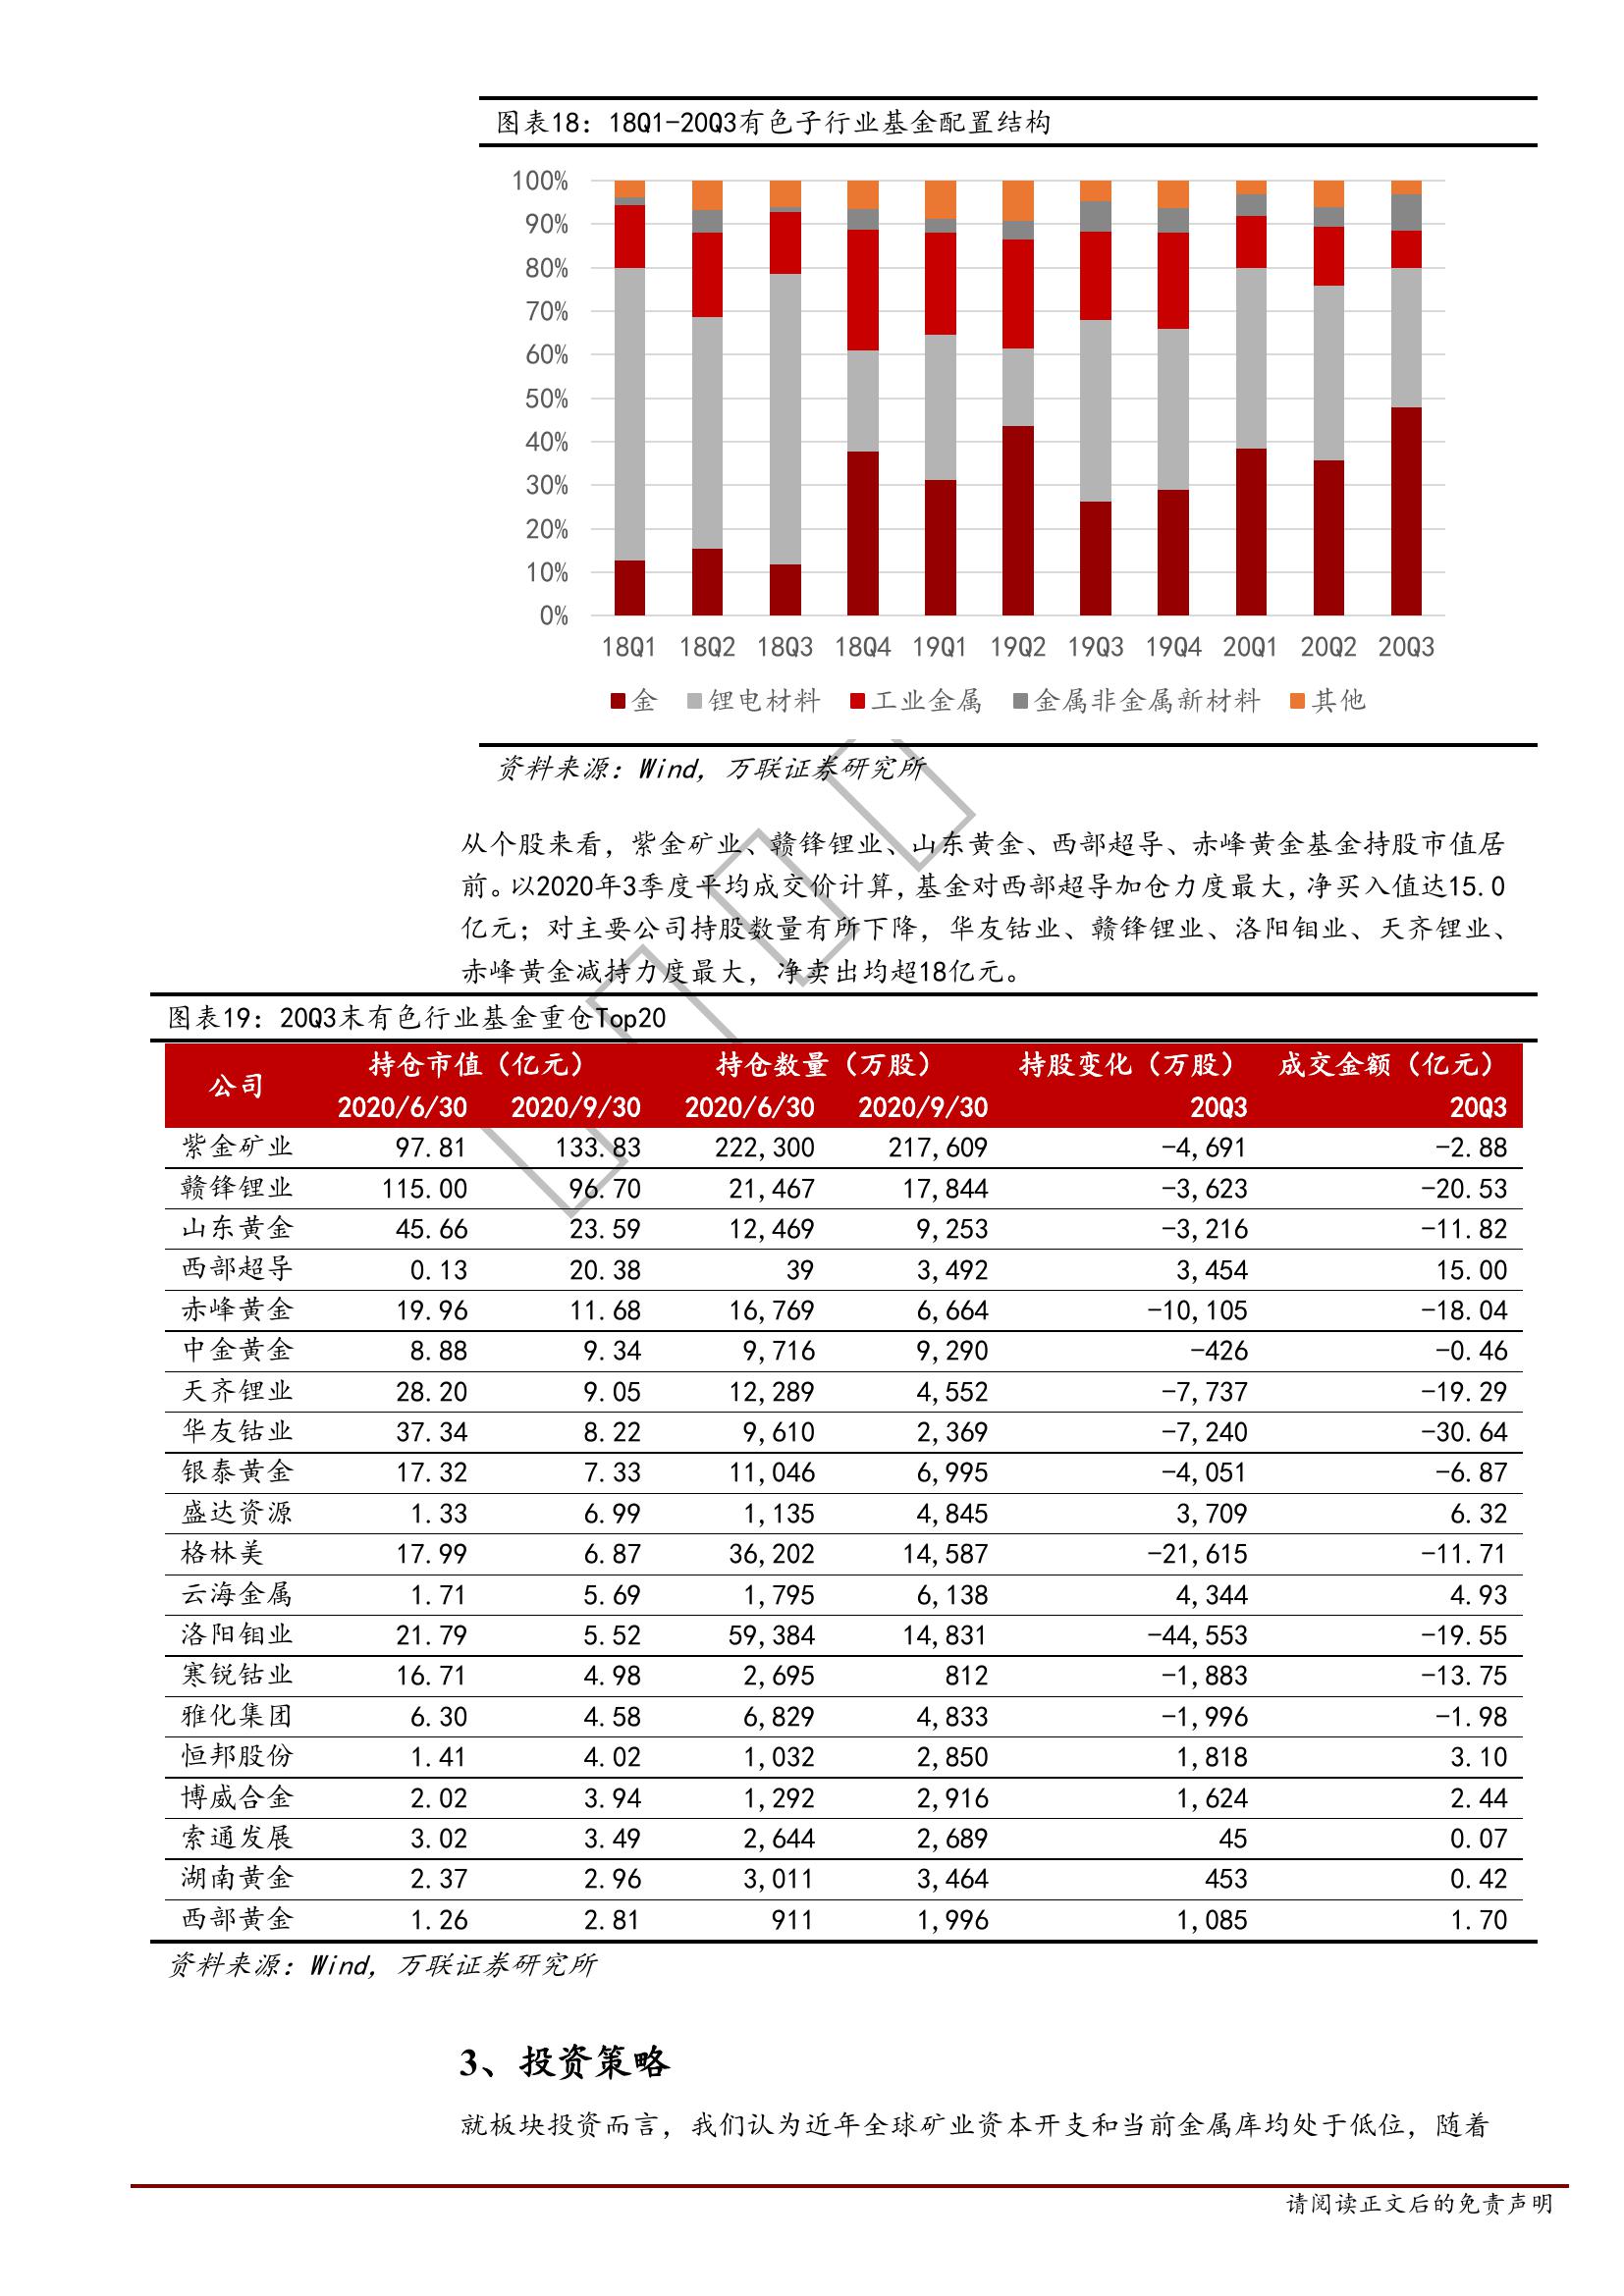 图表18：18Q1-20Q3有色子行业基金配置结构
100%
90%
80%
70%
60%
50%
40%
30%
20%
10%
0%
18Q1 18Q2 18Q3 18Q4 19Q1 19Q2 19Q3 19Q4 20Q1 20Q2 20Q3
金 锂电材料 工业金属 金属非金属新材料 其他
资料来源：Wind，万联证券研究所
从个股来看，紫金矿业、赣锋锂业、山东黄金、西部超导、赤峰黄金基金持股市值居
前。以2020年3季度平均成交价计算，基金对西部超导加仓力度最大，净买入值达15.0
亿元；对主要公司持股数量有所下降，华友钴业、赣锋锂业、洛阳钼业、天齐锂业、
赤峰黄金减持力度最大，净卖出均超18亿元。
图表19：20Q3末有色行业基金重仓Top20
公司 持仓市值（亿元） 持仓数量（万股） 持股变化（万股） 成交金额（亿元）
2020/6/30 2020/9/30 2020/6/30 2020/9/30 20Q3 20Q3
紫金矿业 97.81 133.83 222,300 217,609 -4,691 -2.88
赣锋锂业 115.00 96.70 21,467 17,844 -3,623 -20.53
山东黄金 45.66 23.59 12,469 9,253 -3,216 -11.82
西部超导 0.13 20.38 39 3,492 3,454 15.00
赤峰黄金 19.96 11.68 16,769 6,664 -10,105 -18.04
中金黄金 8.88 9.34 9,716 9,290 -426 -0.46
天齐锂业 28.20 9.05 12,289 4,552 -7,737 -19.29
华友钴业 37.34 8.22 9,610 2,369 -7,240 -30.64
银泰黄金 17.32 7.33 11,046 6,995 -4,051 -6.87
盛达资源 1.33 6.99 1,135 4,845 3,709 6.32
格林美 17.99 6.87 36,202 14,587 -21,615 -11.71
云海金属 1.71 5.69 1,795 6,138 4,344 4.93
洛阳钼业 21.79 5.52 59,384 14,831 -44,553 -19.55
寒锐钴业 16.71 4.98 2,695 812 -1,883 -13.75
雅化集团 6.30 4.58 6,829 4,833 -1,996 -1.98
恒邦股份 1.41 4.02 1,032 2,850 1,818 3.10
博威合金 2.02 3.94 1,292 2,916 1,624 2.44
索通发展 3.02 3.49 2,644 2,689 45 0.07
湖南黄金 2.37 2.96 3,011 3,464 453 0.42
西部黄金 1.26 2.81 911 1,996 1,085 1.70
资料来源：Wind，万联证券研究所
3、投资策略
就板块投资而言，我们认为近年全球矿业资本开支和当前金属库均处于低位，随着
请阅读正文后的免责声明